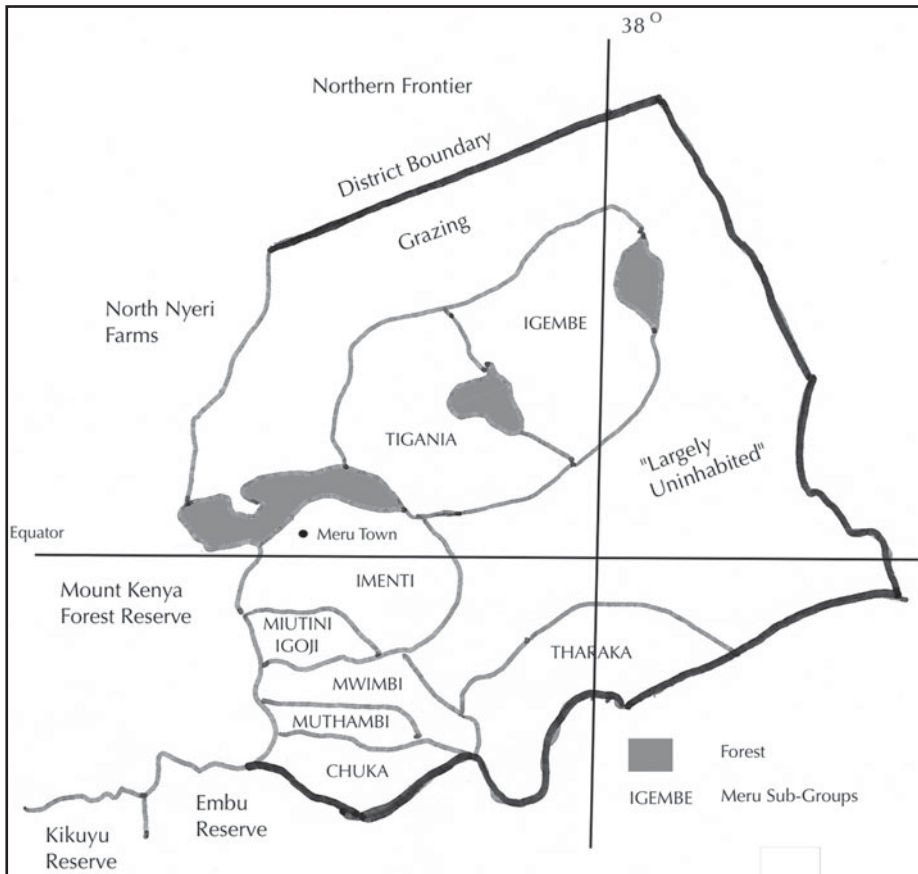 38 O
Northern Frontier
District Boundary
Grazing
North Nyeri
Farms
IGEMBE
TIGANIA
"Largely
Uninhabited"
Equator
Meru Town
IMENTI
Mount Kenya
Forest Reserve
MIUTINI
IGOJI
THARAKA
MWIMBI
MUTHAMBI
CHUKA
Forest
IGEMBE Meru Sub-Groups
Embu
Reserve
Kikuyu
Reserve